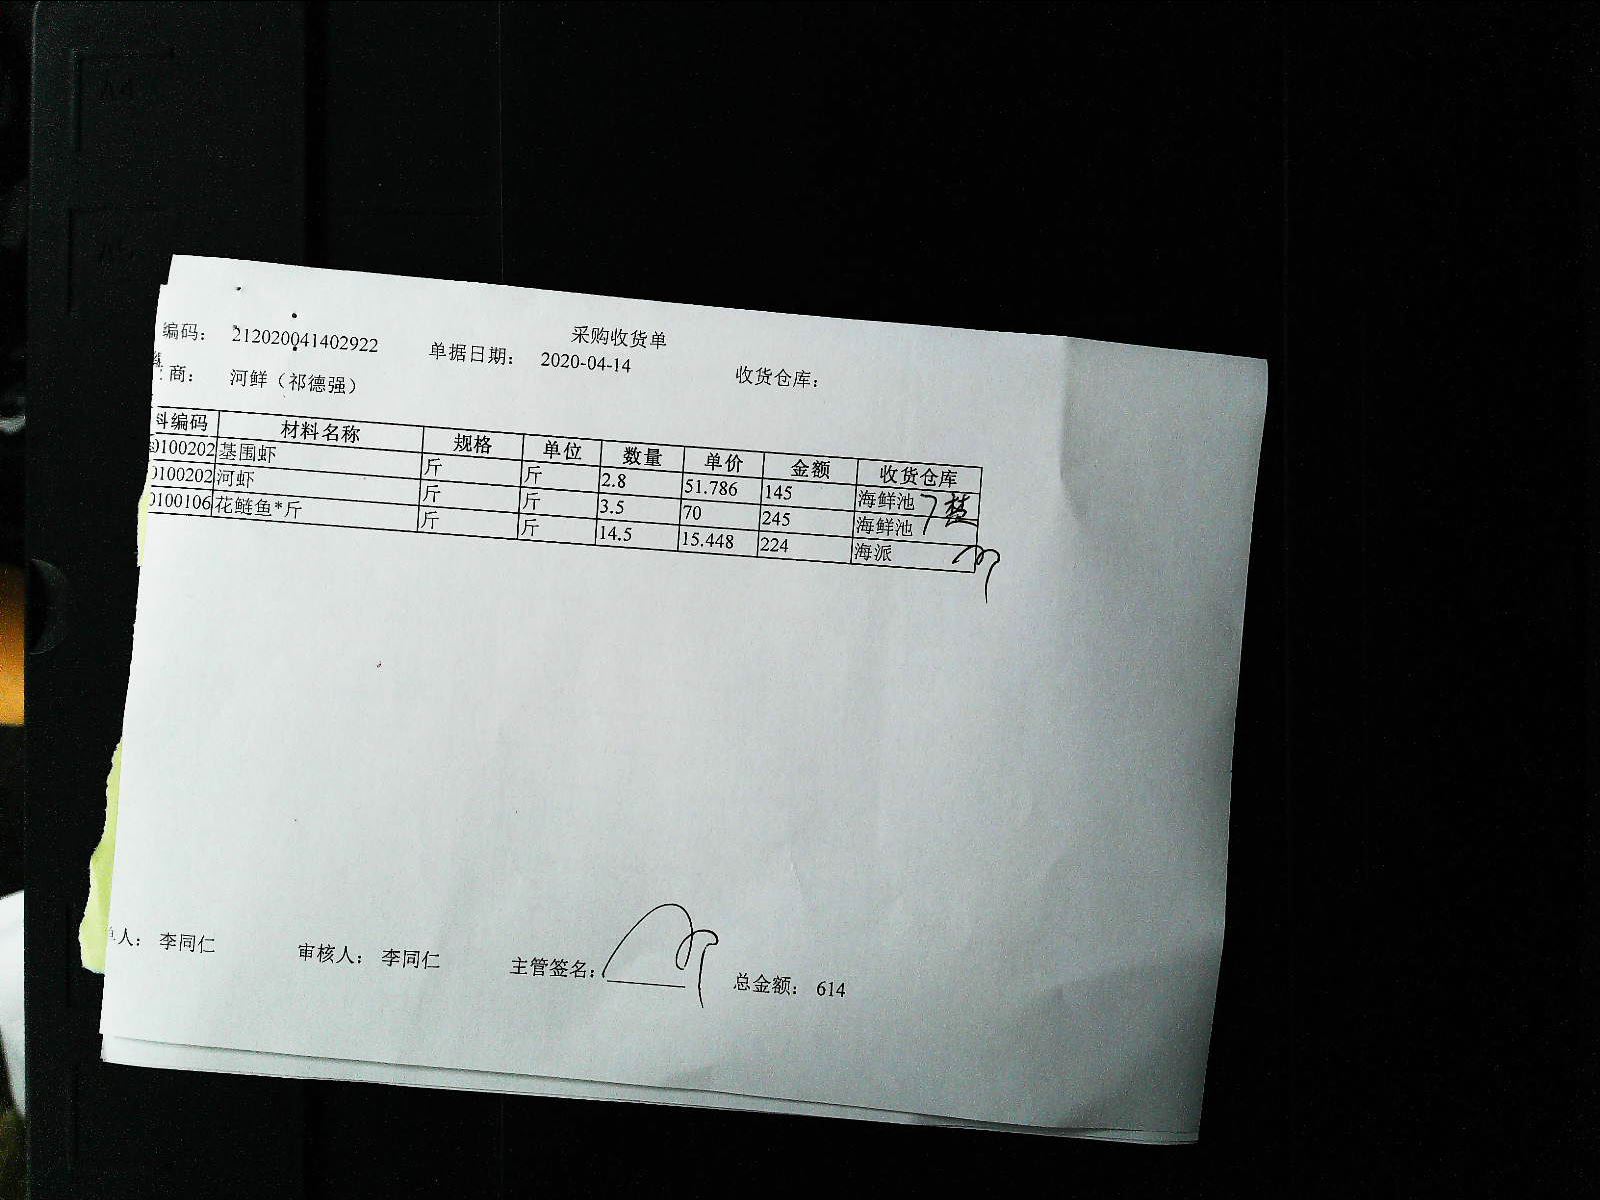 采购收货单
编码： 212020041402922 单据日期： 2020-04-14 收货仓库：
商： 河鲜（祁德强）
料编码 材料名称 规格 单位 数量 单价 金额 收货仓库
0100202 基围虾 斤 斤 2.8 51.786 145 海鲜池
0100202 河虾 斤 斤 3.5 70 245 海鲜池
0100106 花鲢鱼*斤 斤 斤 14.5 15.448 224 海派
人： 李同仁 审核人： 李同仁 主管签名： 总金额： 614